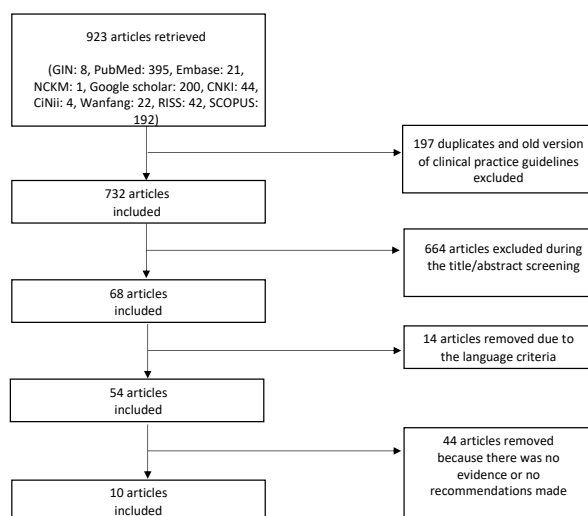 923 articles retrieved
(GIN: 8, PubMed: 395, Embase: 21,
NCKM: 1, Google scholar: 200, CNKI: 44,
CiNii: 4, Wanfang: 22, RISS: 42, SCOPUS:
192)
197 duplicates and old version
of clinical practice guidelines
excluded
732 articles
included
664 articles excluded during
the title/abstract screening
68 articles
included
14 articles removed due to
the language criteria
54 articles
included
44 articles removed
because there was no
evidence or no
recommendations made
10 articles
included